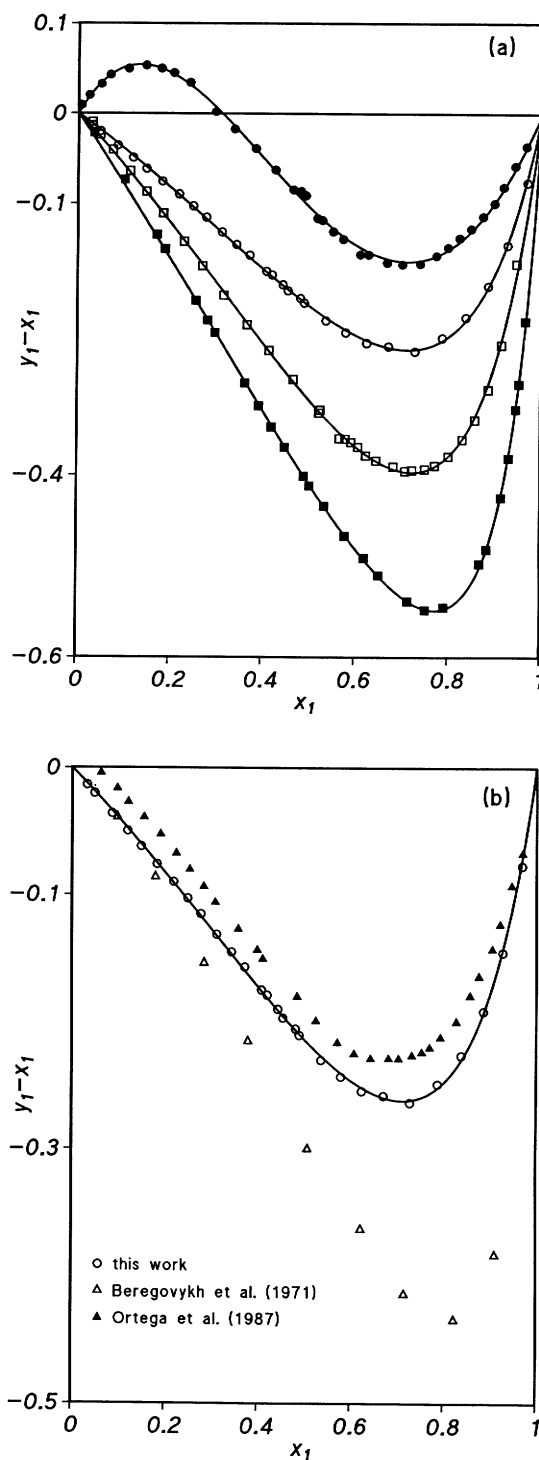 0.1
(a)
0
-0.1
y1-x1
-0.4
-0.6
0 0.2 0.4 0.6 0.8 1
x1
0
(b)
-0.1
y1-x1
-0.3
this work
Beregovykh et al. (1971)
Ortega et al. (1987)
-0.5
0 0.2 0.4 0.6 0.8 1
x1